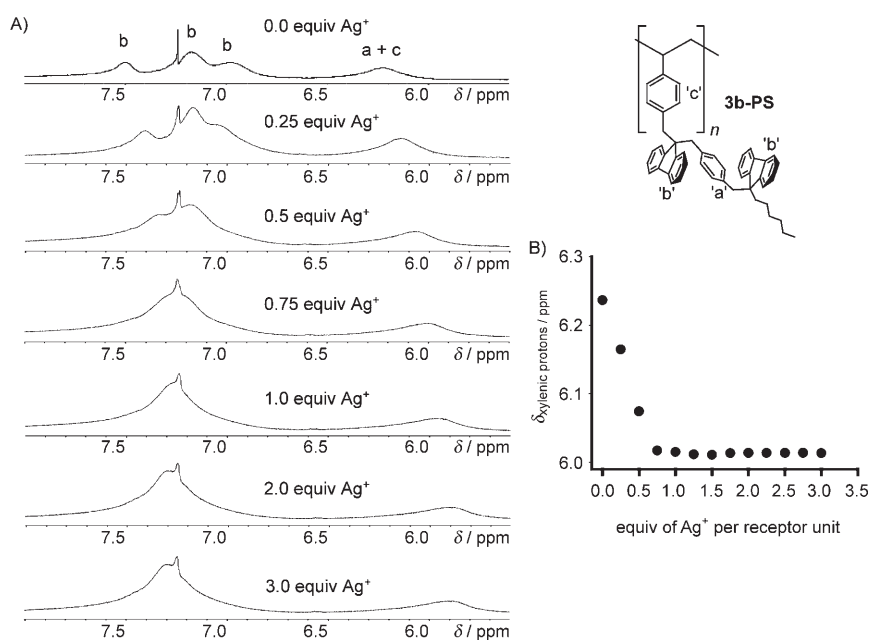 A)
0.0 equiv Ag⁺
b
b
b
a + c
7.5 7.0 6.5 6.0 δ / ppm
0.25 equiv Ag⁺
7.5 7.0 6.5 6.0 δ / ppm
0.5 equiv Ag⁺
7.5 7.0 6.5 6.0 δ / ppm
0.75 equiv Ag⁺
7.5 7.0 6.5 6.0 δ / ppm
1.0 equiv Ag⁺
7.5 7.0 6.5 6.0 δ / ppm
2.0 equiv Ag⁺
7.5 7.0 6.5 6.0 δ / ppm
3.0 equiv Ag⁺
7.5 7.0 6.5 6.0 δ / ppm
'c'
3b-PS
n
'b'
'b'
'a'
B)
6.3
6.2
6.1
6.0
δxylenic protons / ppm
0.0 0.5 1.0 1.5 2.0 2.5 3.0 3.5
equiv of Ag⁺ per receptor unit